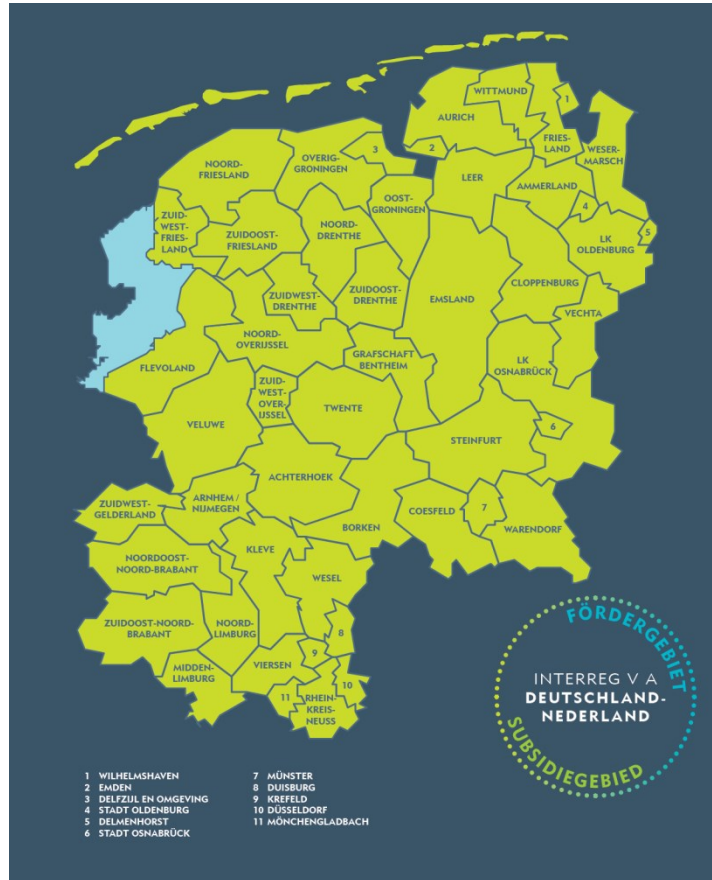 WITTMUND
1
AURICH
2
FRIES-
LAND
WESER-
MARSCH
NOORD-
FRIESLAND
OVERIG-
GRONINGEN
3
LEER
AMMERLAND
4
5
OOST-
GRONINGEN
ZUID-
WEST-
FRIES-
LAND
ZUIDOOST-
FRIESLAND
NOORD-
DRENTHE
LK
OLDENBURG
CLOPPENBURG
ZUIDWEST-
DRENTHE
ZUIDOOST-
DRENTHE
EMSLAND
VECHTA
NOORD-
OVERIJSSEL
GRAFSCHAFT
BENTHEIM
LK
OSNABRÜCK
FLEVOLAND
ZUID-
WEST-
OVER-
IJSSEL
TWENTE
VELUWE
6
STEINFURT
ACHTERHOEK
ZUIDWEST-
GELDERLAND
ARNHEM /
NIJMEGEN
COESFELD
7
WARENDORF
BORKEN
KLEVE
NOORDOOST-
NOORD-BRABANT
WESEL
ZUIDOOST-NOORD-
BRABANT
NOORD-
LIMBURG
8
9
MIDDEN-
LIMBURG
VIERSEN
10
11
RHEIN-
KREIS-
NEUSS
FÖRDERGEBIET
INTERREG V A
DEUTSCHLAND-
NEDERLAND
SUBSIDIEGEBIED
1 WILHELMSHAVEN
2 EMDEN
3 DELFZIJL EN OMGEVING
4 STADT OLDENBURG
5 DELMENHORST
6 STADT OSNABRÜCK
7 MÜNSTER
8 DUISBURG
9 KREFELD
10 DÜSSELDORF
11 MÖNCHENGLADBACH